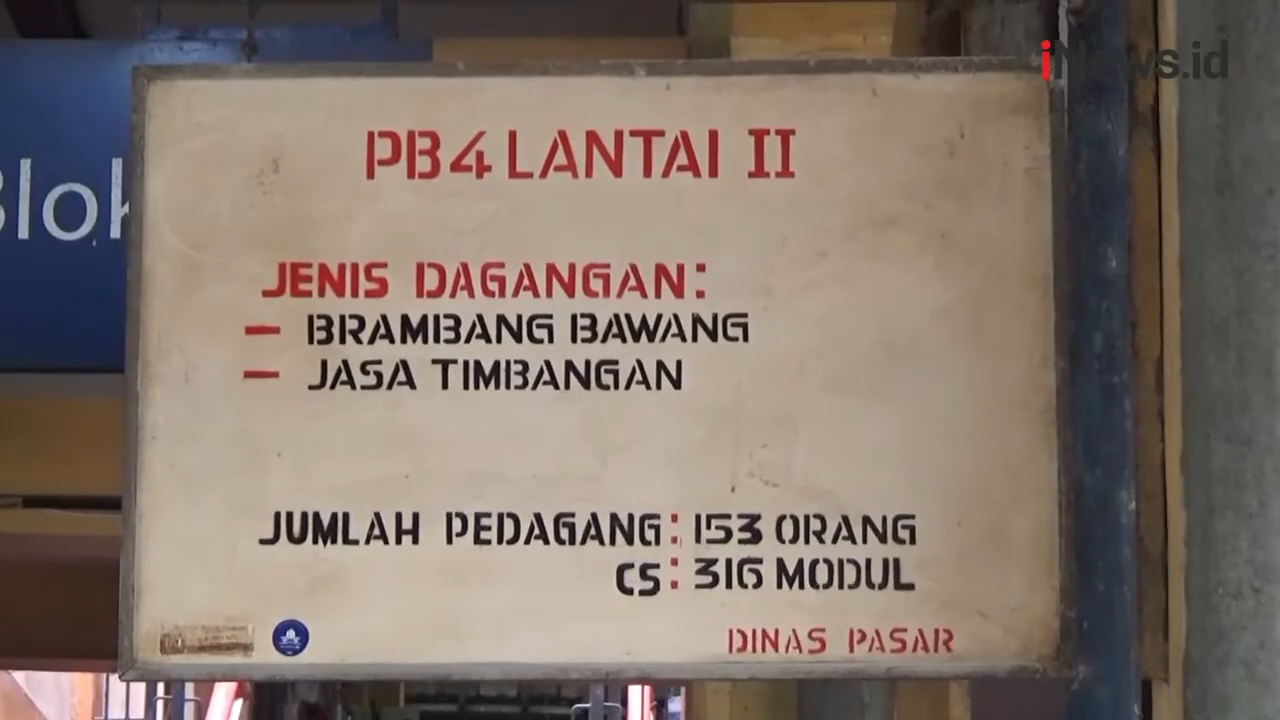 iNews.id
Blok
PB4 LANTAI II
JENIS DAGANGAN:
- BRAMBANG BAWANG
- JASA TIMBANGAN
JUMLAH PEDAGANG: 153 ORANG
CS: 316 MODUL
DINAS PASAR